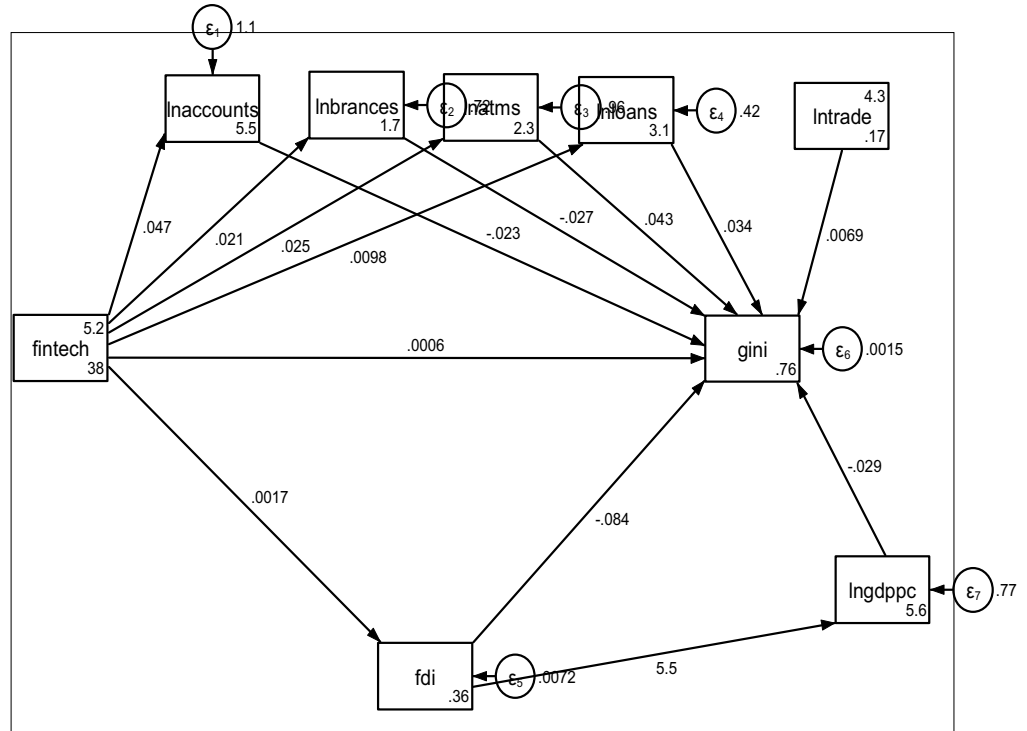 ε1 1.1
lnaccounts
5.5
lnbrances
1.7
ε2 .72
lnatms
2.3
ε3 .96
lnloans
3.1
ε4 .42
4.3
lntrade
.17
.047
.021
.025
.0098
-.023
-.027
.043
.034
.0069
5.2
fintech
38
.0006
gini
.76
ε6 .0015
.0017
-.084
-.029
lngdppc
5.6
ε7 .77
fdi
.36
ε5 .0072
5.5